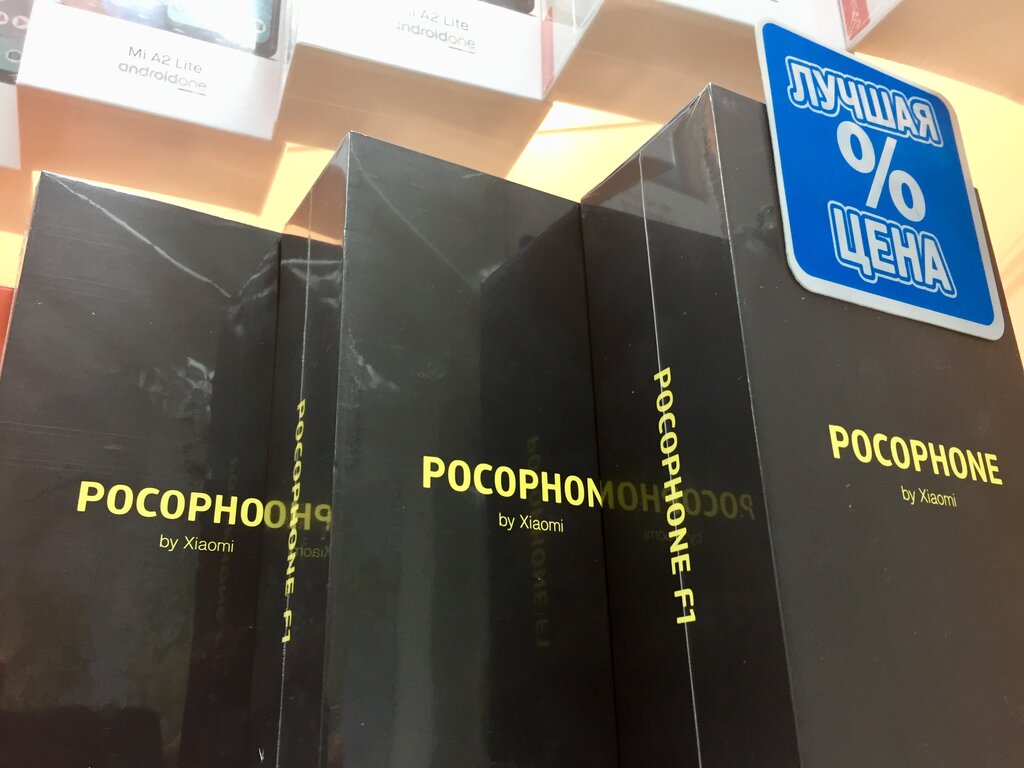 Mi A2 Lite
androidone
Mi A2 Lite
androidone
ЛУЧШАЯ
%
ЦЕНА
POCOPHO
by Xiaomi
POCOPHONE F1
POCOPHON
by Xiaomi
POCOPHONE F1
POCOPHONE
by Xiaomi